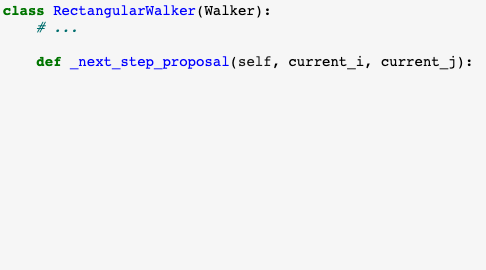 class RectangularWalker(Walker):
    # ...
    def _next_step_proposal(self, current_i, current_j):